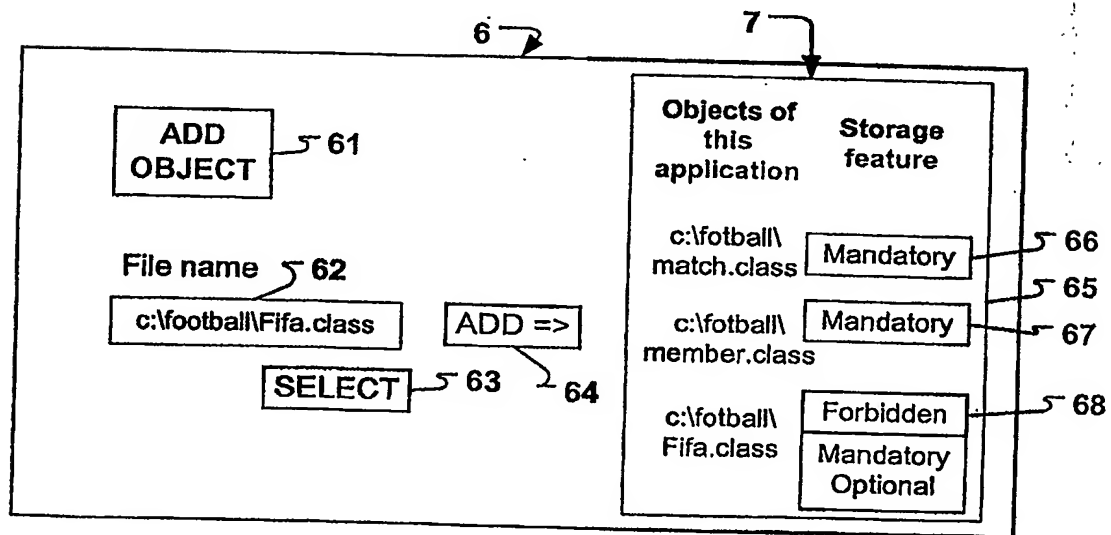 6
7
ADD
OBJECT
61
File name
62
c:\football\Fifa.class
ADD =>
64
SELECT
63
Objects of
this
application
Storage
feature
c:\fotball\
match.class
Mandatory
66
65
c:\fotball\
member.class
Mandatory
67
c:\fotball\
Fifa.class
Forbidden
68
Mandatory
Optional